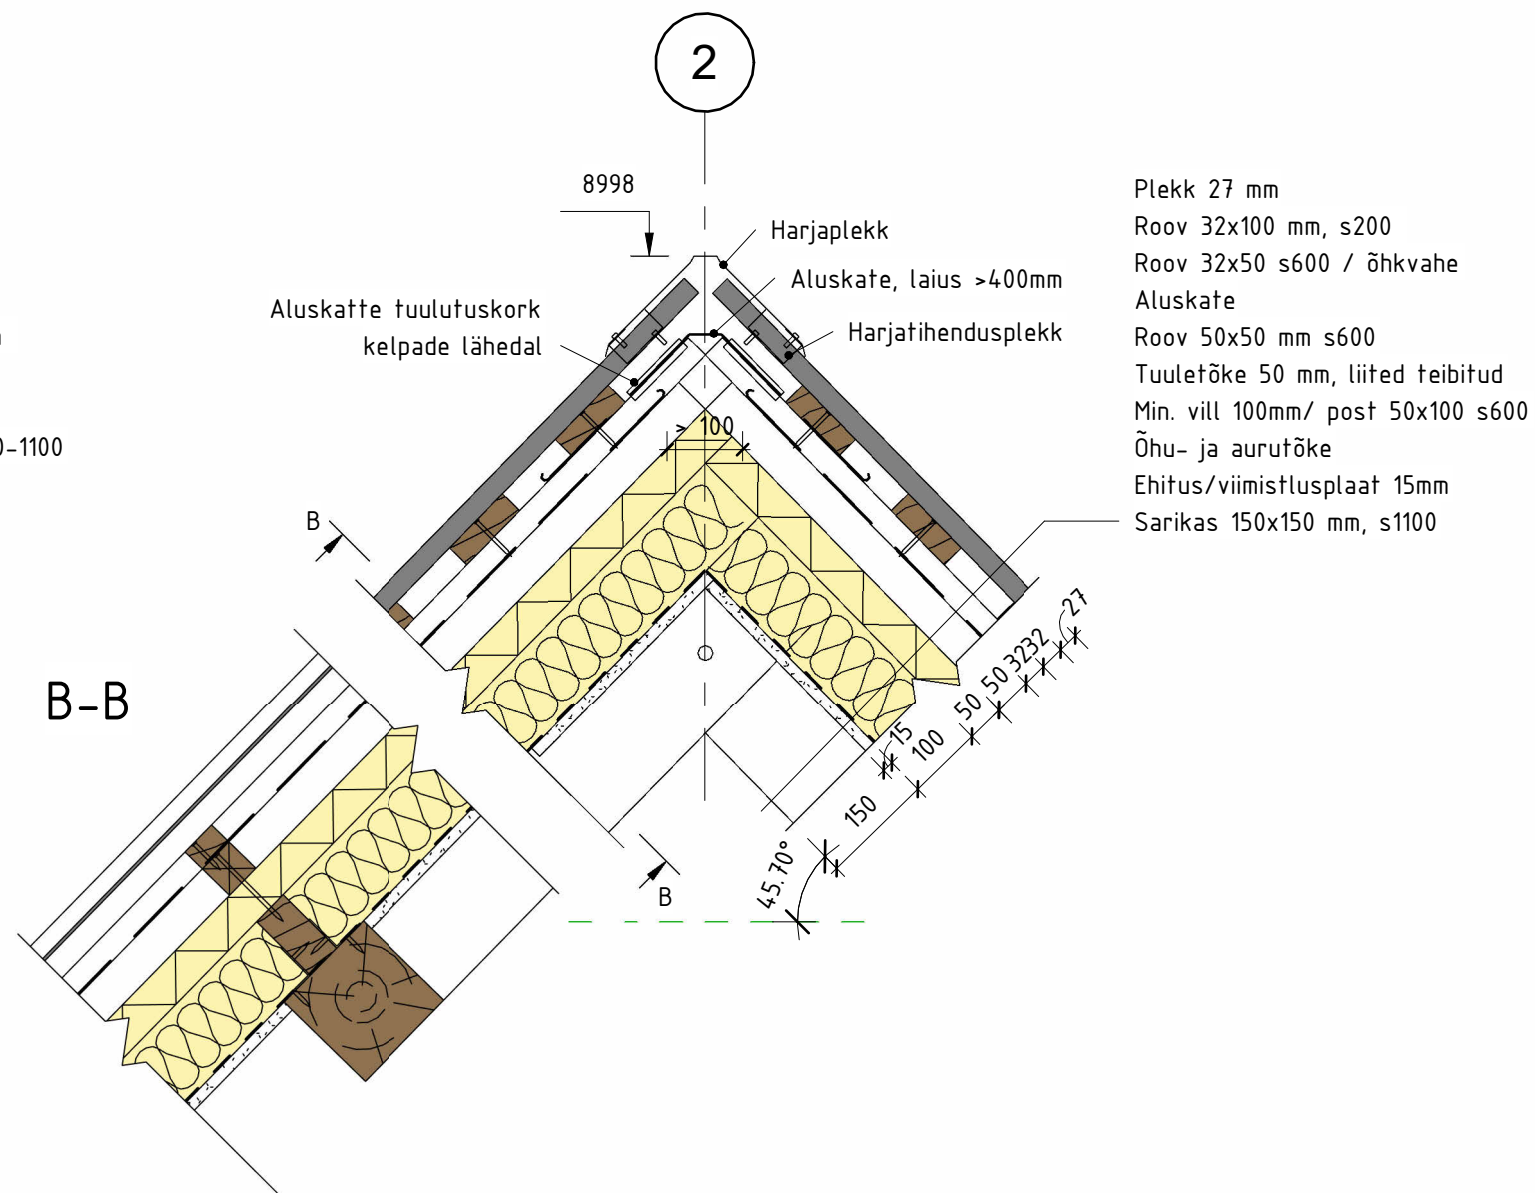 2
8998
Harjaplekk
Aluskate, laius >400mm
Harjatihendusplekk
Aluskatte tuulutuskork
kelpade lähedal
Plekk 27 mm
Roov 32x100 mm, s200
Roov 32x50 s600 / õhkvahe
Aluskate
Roov 50x50 mm s600
Tuuletõke 50 mm, liited teibitud
Min. vill 100mm/ post 50x100 s600
Õhu- ja aurutõke
Ehitus/viimistlusplaat 15mm
Sarikas 150x150 mm, s1100
0-1100
> 100
B
B
B-B
27
32
32
50
50
100
15
150
45.70°